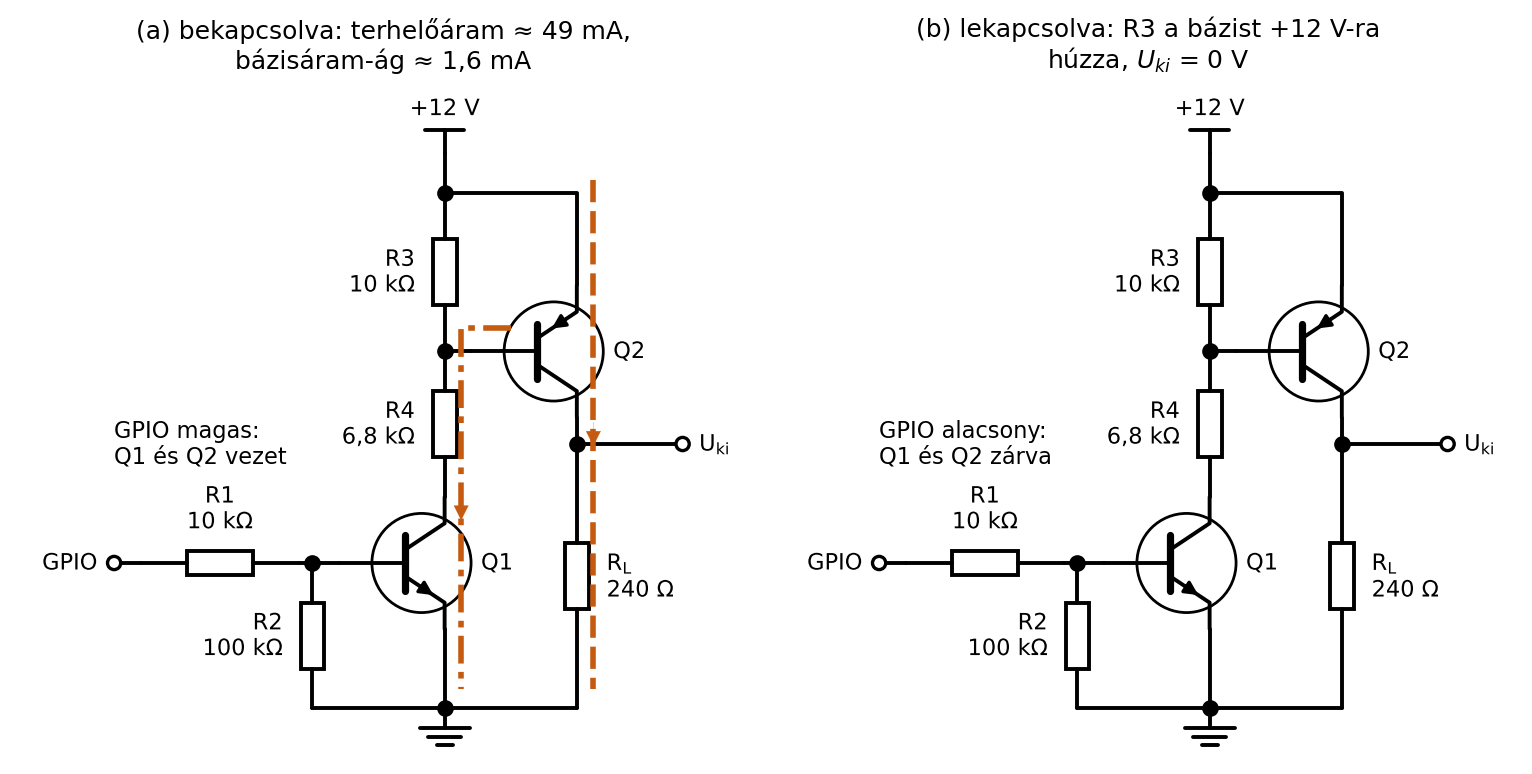 (a) bekapcsolva: terhelőáram ≈ 49 mA,
bázisáram-ág ≈ 1,6 mA
+12 V
R3
10 kΩ
Q2
R4
6,8 kΩ
GPIO magas:
Q1 és Q2 vezet
Uki
R1
10 kΩ
GPIO
Q1
RL
240 Ω
R2
100 kΩ
(b) lekapcsolva: R3 a bázist +12 V-ra
húzza, Uki = 0 V
+12 V
R3
10 kΩ
Q2
R4
6,8 kΩ
GPIO alacsony:
Q1 és Q2 zárva
Uki
R1
10 kΩ
GPIO
Q1
RL
240 Ω
R2
100 kΩ